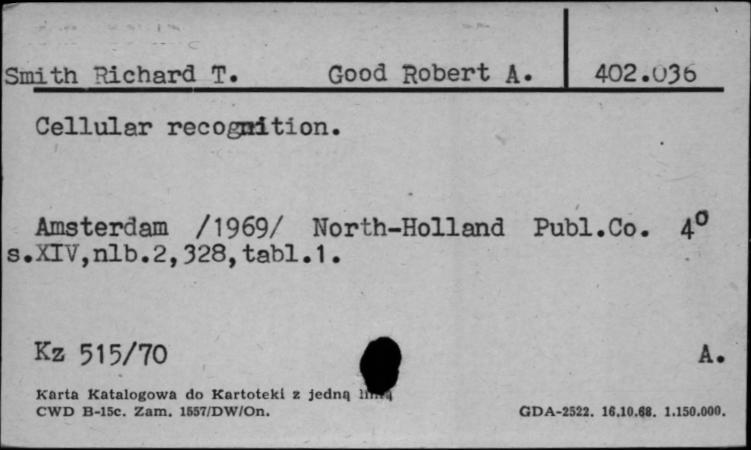 Smith Richard T. Good Robert A. 402.036
Cellular recognition.
Amsterdam /1969/ North-Holland Publ.Co. 4°
s.XIV,nlb.2,328,tabl.1.
Kz 515/70 A.
Karta Katalogowa do Kartoteki z jedną linią
CWD B-15c. Zam. 1557/DW/On. GDA-2522. 16.10.68. 1.150.000.